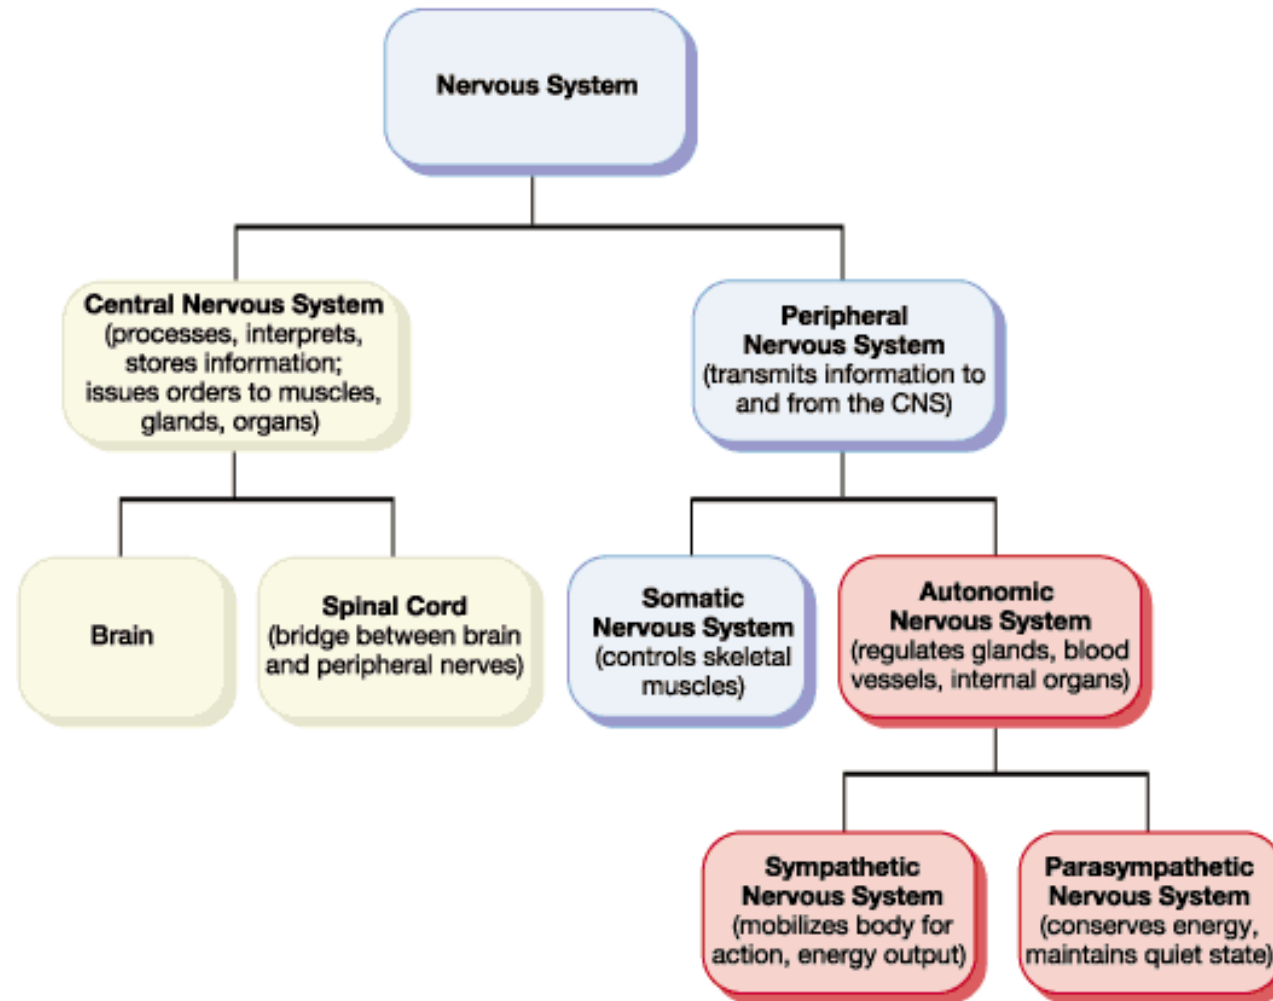 Nervous System
Central Nervous System
(processes, interprets,
stores information;
issues orders to muscles,
glands, organs)
Peripheral
Nervous System
(transmits information to
and from the CNS)
Brain
Spinal Cord
(bridge between brain
and peripheral nerves)
Somatic
Nervous System
(controls skeletal
muscles)
Autonomic
Nervous System
(regulates glands, blood
vessels, internal organs)
Sympathetic
Nervous System
(mobilizes body for
action, energy output)
Parasympathetic
Nervous System
(conserves energy,
maintains quiet state)